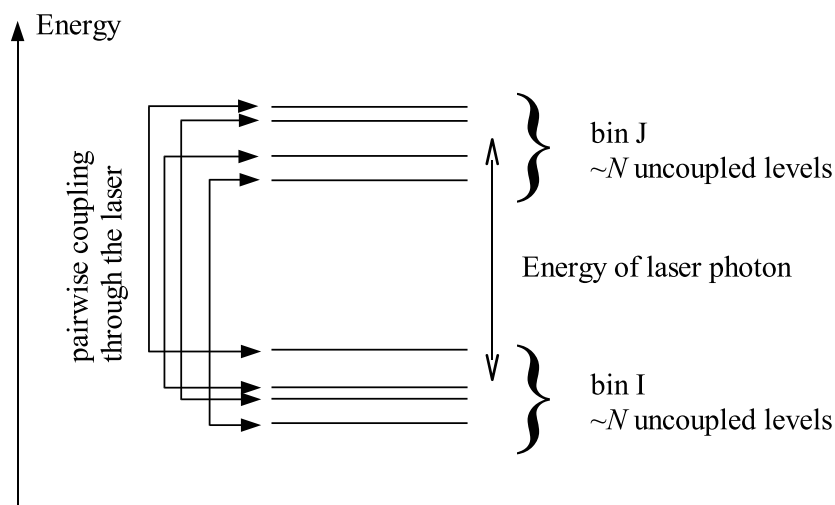 Energy
pairwise coupling
through the laser
bin J
~N uncoupled levels
Energy of laser photon
bin I
~N uncoupled levels